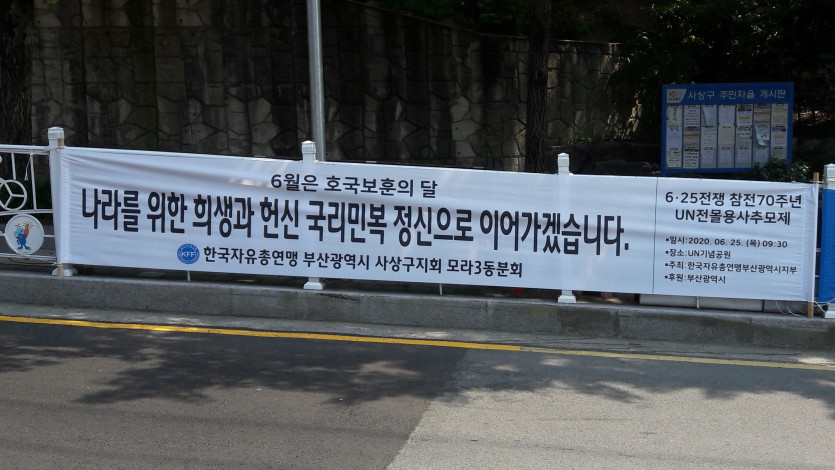 사상구 주민자율 게시판
6월은 호국보훈의 달
나라를 위한 희생과 헌신 국리민복 정신으로 이어가겠습니다.
KFF 한국자유총연맹 부산광역시 사상구지회 모라3동분회
6·25전쟁 참전70주년
UN전몰용사추모제
•일시:2020. 06. 25. (목) 09:30
•장소:UN기념공원
•주최:한국자유총연맹부산광역시지부
•후원:부산광역시